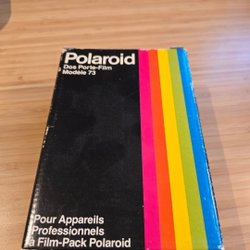 Polaroid
Dos Porte-Film
Modèle 73
Pour Appareils
Professionnels
à Film-Pack Polaroid